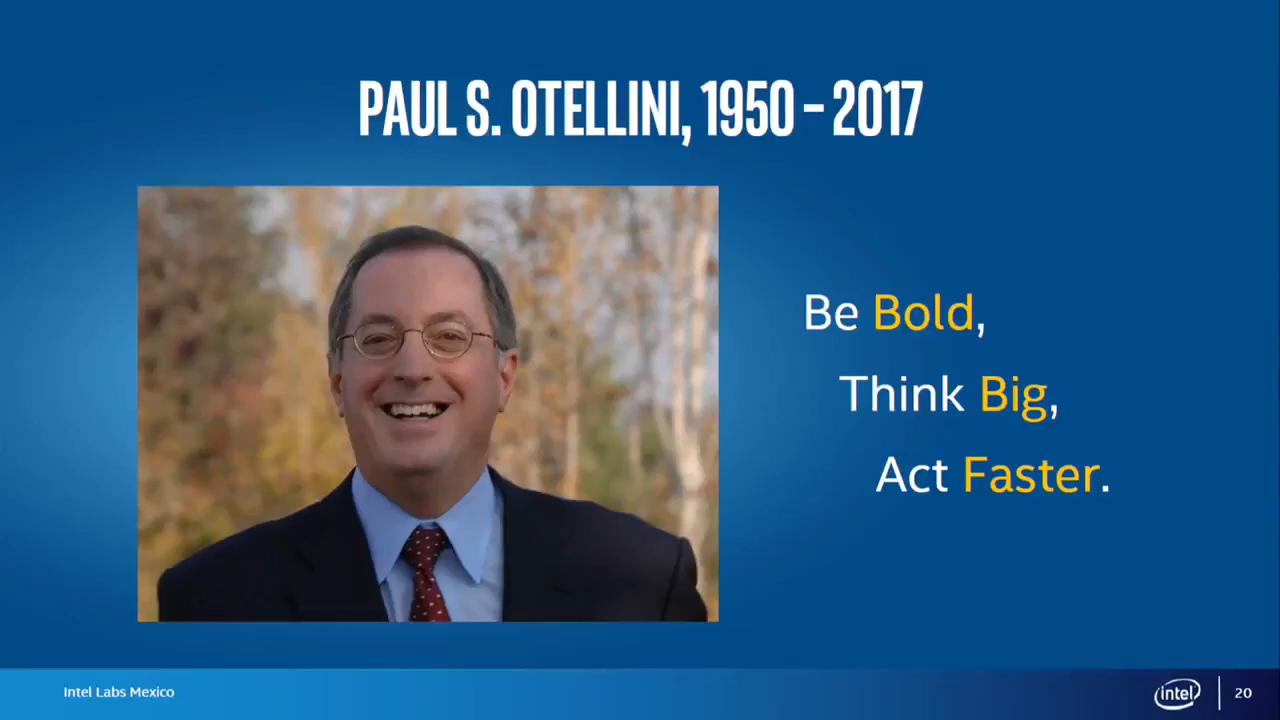 PAUL S. OTELLINI, 1950 – 2017
Be Bold,
Think Big,
Act Faster.
Intel Labs Mexico
intel
20